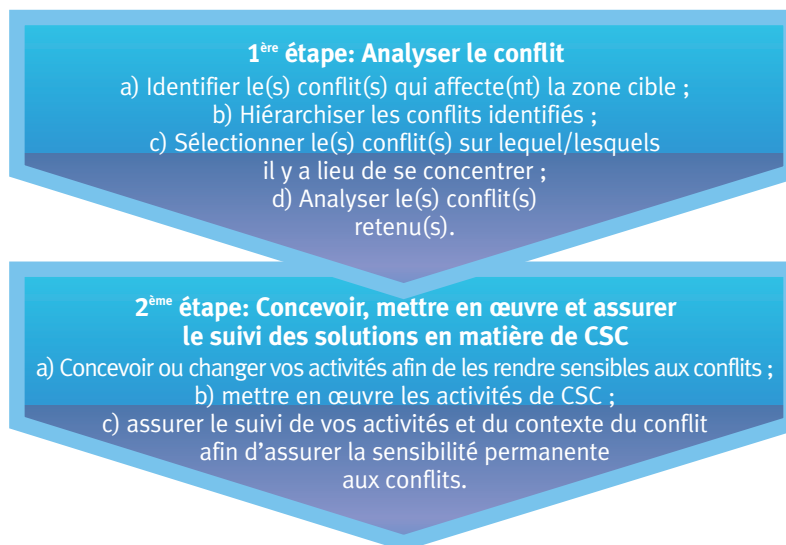 1ère étape: Analyser le conflit
a) Identifier le(s) conflit(s) qui affecte(nt) la zone cible ;
b) Hiérarchiser les conflits identifiés ;
c) Sélectionner le(s) conflit(s) sur lequel/lesquels
il y a lieu de se concentrer ;
d) Analyser le(s) conflit(s)
retenu(s).
2ème étape: Concevoir, mettre en œuvre et assurer
le suivi des solutions en matière de CSC
a) Concevoir ou changer vos activités afin de les rendre sensibles aux conflits ;
b) mettre en œuvre les activités de CSC ;
c) assurer le suivi de vos activités et du contexte du conflit
afin d'assurer la sensibilité permanente
aux conflits.